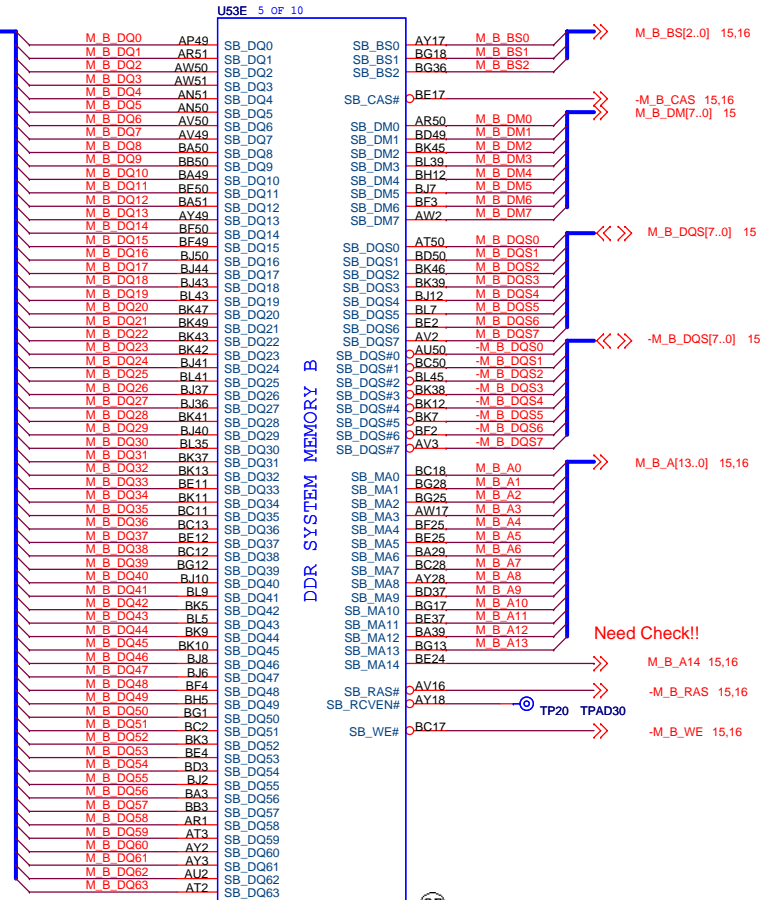 U53E 5 OF 10
M_B_DQ0 AP49 SB_DQ0
M_B_DQ1 AR51 SB_DQ1
M_B_DQ2 AW50 SB_DQ2
M_B_DQ3 AW51 SB_DQ3
M_B_DQ4 AN51 SB_DQ4
M_B_DQ5 AN50 SB_DQ5
M_B_DQ6 AV50 SB_DQ6
M_B_DQ7 AV49 SB_DQ7
M_B_DQ8 BA50 SB_DQ8
M_B_DQ9 BB50 SB_DQ9
M_B_DQ10 BA49 SB_DQ10
M_B_DQ11 BE50 SB_DQ11
M_B_DQ12 BA51 SB_DQ12
M_B_DQ13 AY49 SB_DQ13
M_B_DQ14 BF50 SB_DQ14
M_B_DQ15 BF49 SB_DQ15
M_B_DQ16 BJ50 SB_DQ16
M_B_DQ17 BJ44 SB_DQ17
M_B_DQ18 BJ43 SB_DQ18
M_B_DQ19 BL43 SB_DQ19
M_B_DQ20 BK47 SB_DQ20
M_B_DQ21 BK49 SB_DQ21
M_B_DQ22 BK43 SB_DQ22
M_B_DQ23 BK42 SB_DQ23
M_B_DQ24 BJ41 SB_DQ24
M_B_DQ25 BL41 SB_DQ25
M_B_DQ26 BJ37 SB_DQ26
M_B_DQ27 BJ36 SB_DQ27
M_B_DQ28 BK41 SB_DQ28
M_B_DQ29 BJ40 SB_DQ29
M_B_DQ30 BL35 SB_DQ30
M_B_DQ31 BK37 SB_DQ31
M_B_DQ32 BK13 SB_DQ32
M_B_DQ33 BE11 SB_DQ33
M_B_DQ34 BK11 SB_DQ34
M_B_DQ35 BC11 SB_DQ35
M_B_DQ36 BC13 SB_DQ36
M_B_DQ37 BE12 SB_DQ37
M_B_DQ38 BC12 SB_DQ38
M_B_DQ39 BG12 SB_DQ39
M_B_DQ40 BJ10 SB_DQ40
M_B_DQ41 BL9 SB_DQ41
M_B_DQ42 BK5 SB_DQ42
M_B_DQ43 BL5 SB_DQ43
M_B_DQ44 BK9 SB_DQ44
M_B_DQ45 BK10 SB_DQ45
M_B_DQ46 BJ8 SB_DQ46
M_B_DQ47 BJ6 SB_DQ47
M_B_DQ48 BF4 SB_DQ48
M_B_DQ49 BH5 SB_DQ49
M_B_DQ50 BG1 SB_DQ50
M_B_DQ51 BC2 SB_DQ51
M_B_DQ52 BK3 SB_DQ52
M_B_DQ53 BE4 SB_DQ53
M_B_DQ54 BD3 SB_DQ54
M_B_DQ55 BJ2 SB_DQ55
M_B_DQ56 BA3 SB_DQ56
M_B_DQ57 BB3 SB_DQ57
M_B_DQ58 AR1 SB_DQ58
M_B_DQ59 AT3 SB_DQ59
M_B_DQ60 AY2 SB_DQ60
M_B_DQ61 AY3 SB_DQ61
M_B_DQ62 AU2 SB_DQ62
M_B_DQ63 AT2 SB_DQ63
DDR SYSTEM MEMORY B
SB_BS0 AY17 M_B_BS0
SB_BS1 BG18 M_B_BS1
SB_BS2 BG36 M_B_BS2
M_B_BS[2..0] 15,16
SB_CAS# BE17 -M_B_CAS 15,16
M_B_DM[7..0] 15
SB_DM0 AR50 M_B_DM0
SB_DM1 BD49 M_B_DM1
SB_DM2 BK45 M_B_DM2
SB_DM3 BL39 M_B_DM3
SB_DM4 BH12 M_B_DM4
SB_DM5 BJ7 M_B_DM5
SB_DM6 BF3 M_B_DM6
SB_DM7 AW2 M_B_DM7
M_B_DQS[7..0] 15
SB_DQS0 AT50 M_B_DQS0
SB_DQS1 BD50 M_B_DQS1
SB_DQS2 BK46 M_B_DQS2
SB_DQS3 BK39 M_B_DQS3
SB_DQS4 BJ12 M_B_DQS4
SB_DQS5 BL7 M_B_DQS5
SB_DQS6 BE2 M_B_DQS6
SB_DQS7 AV2 M_B_DQS7
-M_B_DQS[7..0] 15
SB_DQS#0 AU50 -M_B_DQS0
SB_DQS#1 BC50 -M_B_DQS1
SB_DQS#2 BL45 -M_B_DQS2
SB_DQS#3 BK38 -M_B_DQS3
SB_DQS#4 BK12 -M_B_DQS4
SB_DQS#5 BK7 -M_B_DQS5
SB_DQS#6 BF2 -M_B_DQS6
SB_DQS#7 AV3 -M_B_DQS7
M_B_A[13..0] 15,16
SB_MA0 BC18 M_B_A0
SB_MA1 BG28 M_B_A1
SB_MA2 BG25 M_B_A2
SB_MA3 AW17 M_B_A3
SB_MA4 BF25 M_B_A4
SB_MA5 BE25 M_B_A5
SB_MA6 BA29 M_B_A6
SB_MA7 BC28 M_B_A7
SB_MA8 AY28 M_B_A8
SB_MA9 BD37 M_B_A9
SB_MA10 BG17 M_B_A10
SB_MA11 BE37 M_B_A11
SB_MA12 BA39 M_B_A12
SB_MA13 BG13 M_B_A13
Need Check!!
SB_MA14 BE24 M_B_A14 15,16
SB_RAS# AV16 -M_B_RAS 15,16
SB_RCVEN# AY18 TP20 TPAD30
SB_WE# BC17 -M_B_WE 15,16